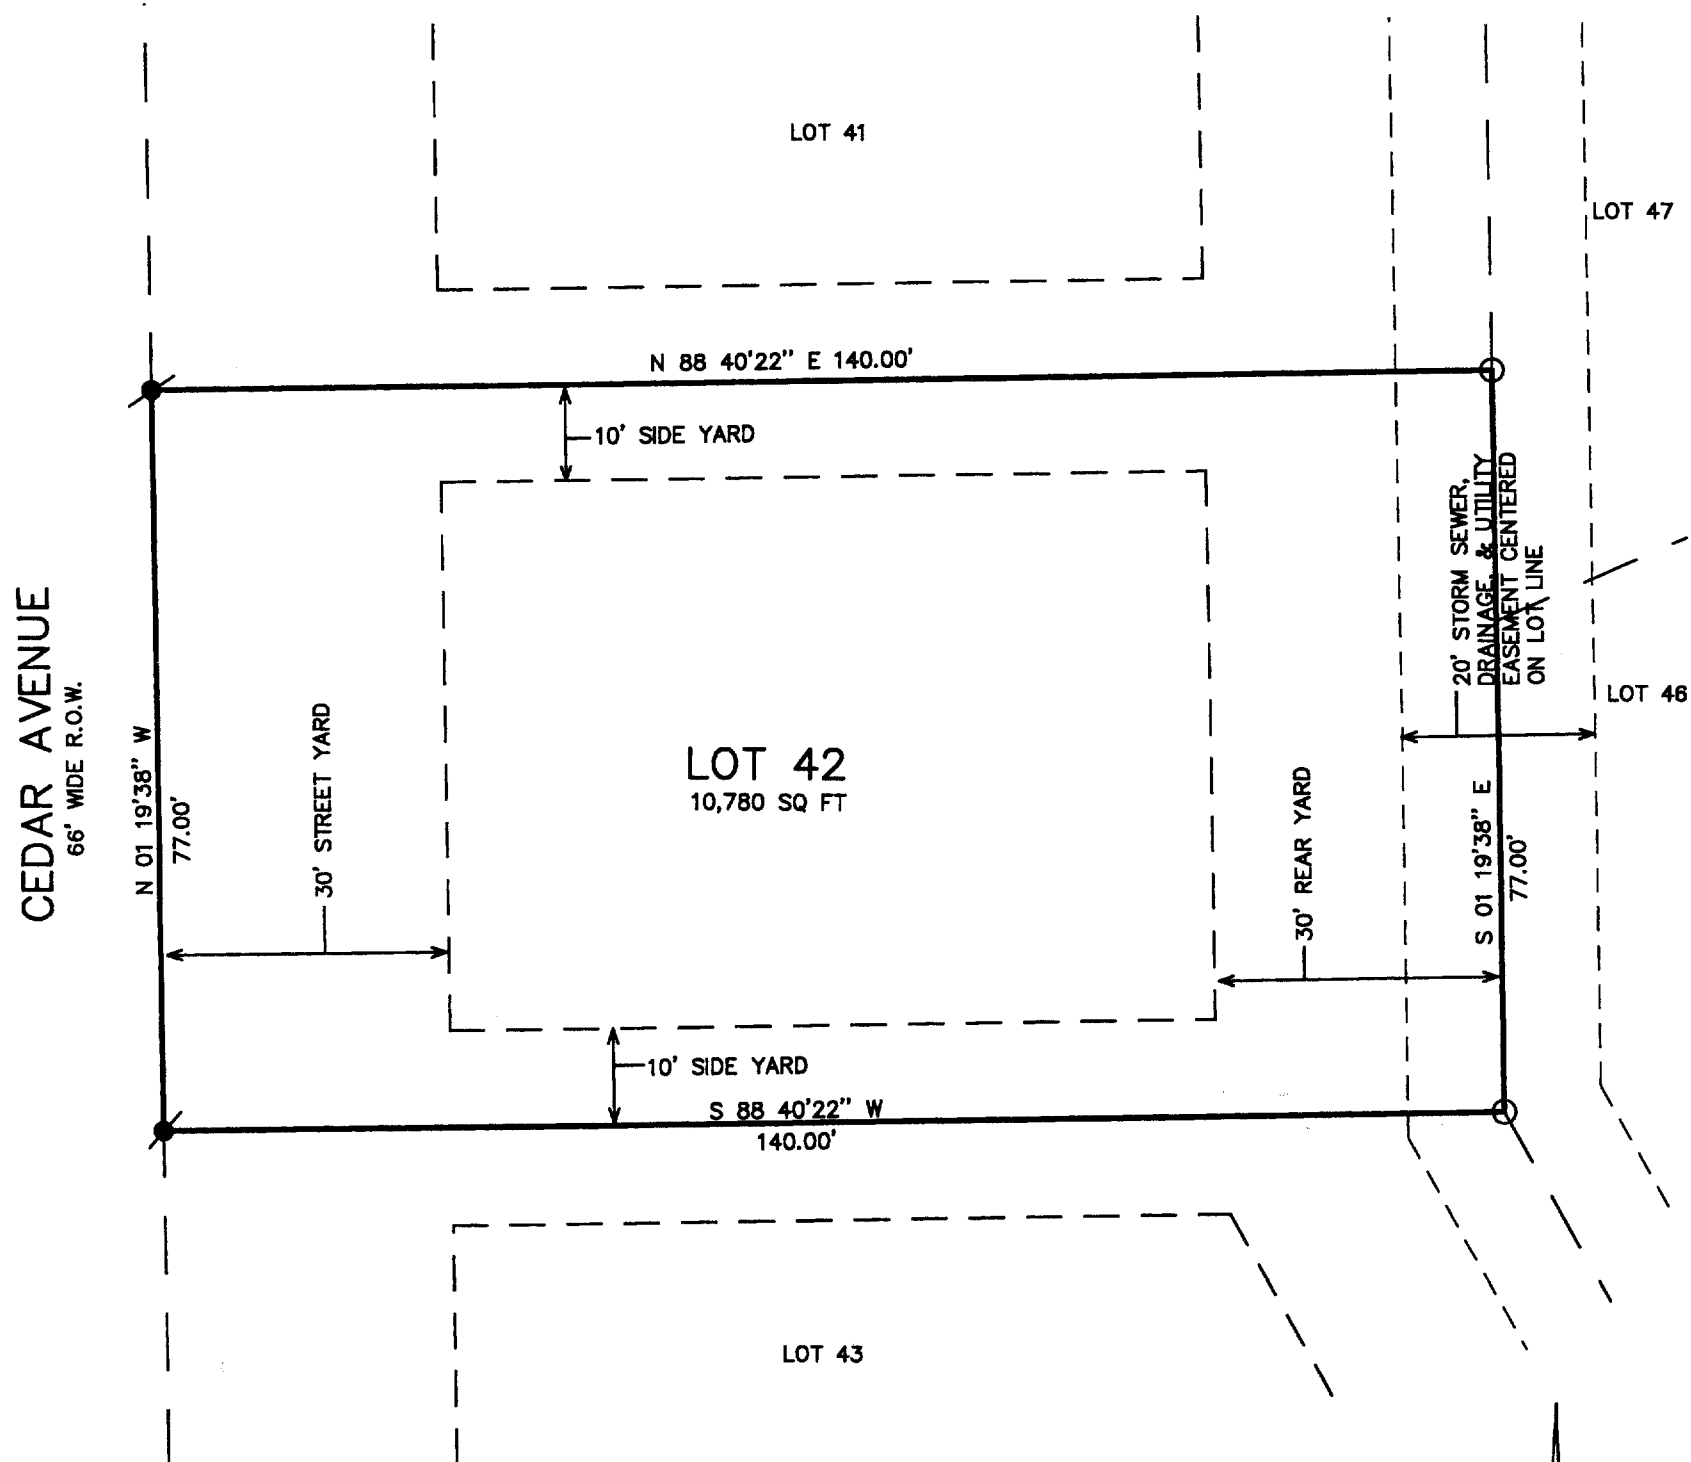 LOT 41
LOT 47
N 88 40'22" E 140.00'
10' SIDE YARD
20' STORM SEWER,
DRAINAGE, & UTILITY
EASEMENT CENTERED
ON LOT LINE
LOT 46
CEDAR AVENUE
66' WIDE R.O.W.
N 01 19'38" W
77.00'
30' STREET YARD
LOT 42
10,780 SQ FT
30' REAR YARD
S 01 19'38" E
77.00'
10' SIDE YARD
S 88 40'22" W
140.00'
LOT 43